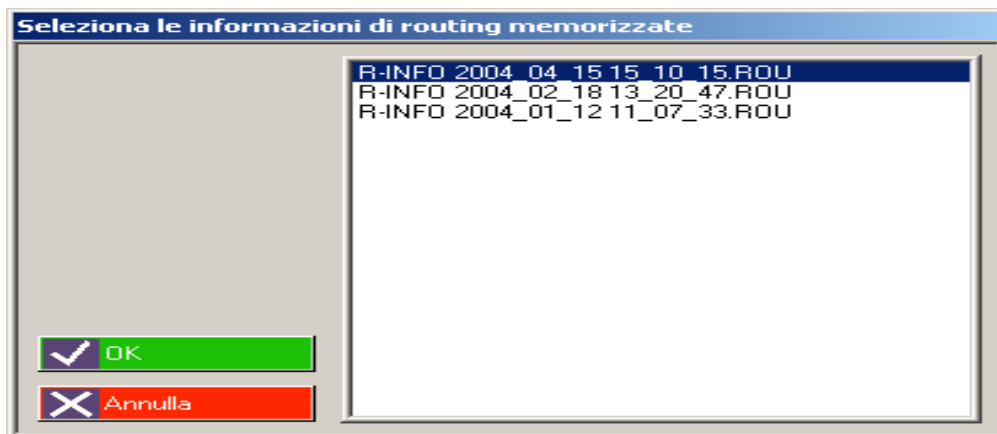 Seleziona le informazioni di routing memorizzate
R-INFO 2004_04_15 15_10_15.ROU
R-INFO 2004_02_18 13_20_47.ROU
R-INFO 2004_01_12 11_07_33.ROU
OK
Annulla